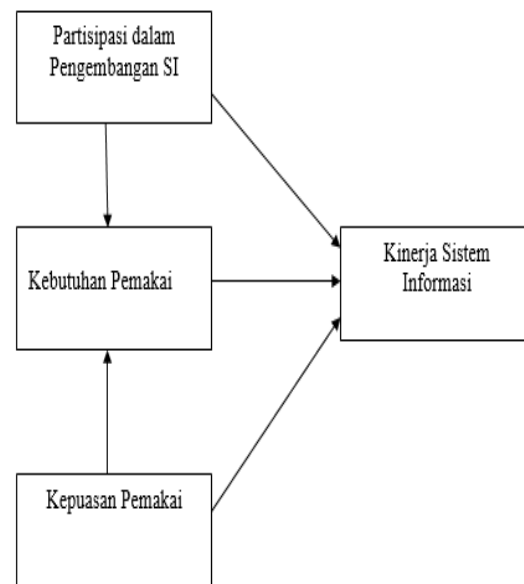 Partisipasi dalam
Pengembangan SI
Kebutuhan Pemakai
Kinerja Sistem
Informasi
Kepuasan Pemakai